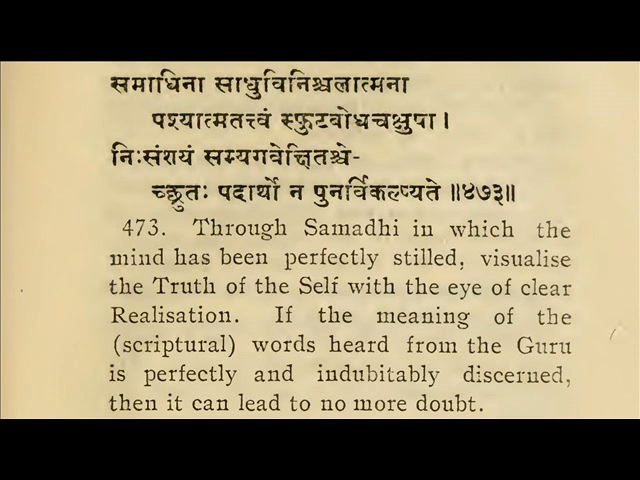 समाधिना साधुविनिश्चलात्मना
पश्यात्मतत्त्वं स्फुटबोधचक्षुषा ।
निःसंशयं सम्यगवेक्षितश्चे-
च्छ्रुतः पदार्थो न पुनर्विकल्प्यते ॥४७३॥
473. Through Samadhi in which the
mind has been perfectly stilled, visualise
the Truth of the Self with the eye of clear
Realisation. If the meaning of the
(scriptural) words heard from the Guru
is perfectly and indubitably discerned,
then it can lead to no more doubt.